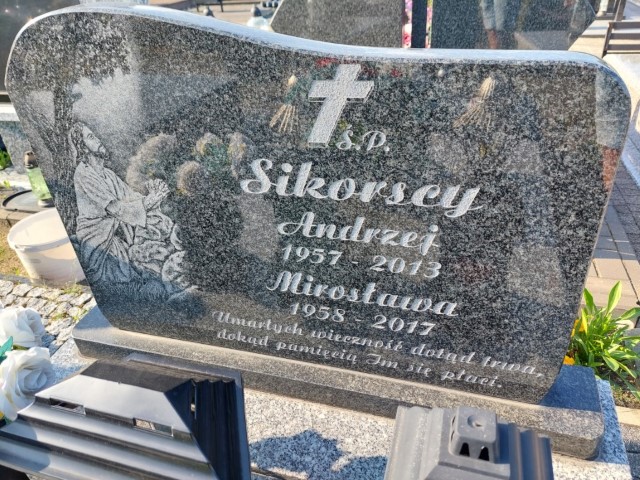 Ś.P.
Sikorscy
Andrzej
1957 - 2013
Mirosława
1958 - 2017
Umarłych wieczność dotąd trwa,
dokąd pamięcią Im się płaci.